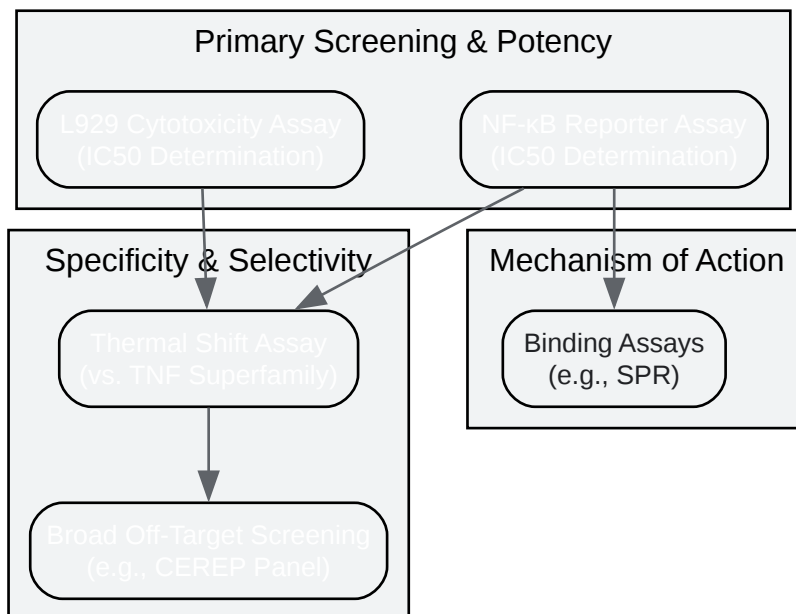 Primary Screening & Potency
L929 Cytotoxicity Assay
(IC50 Determination)
NF-κB Reporter Assay
(IC50 Determination)
Specificity & Selectivity
Mechanism of Action
Thermal Shift Assay
(vs. TNF Superfamily)
Binding Assays
(e.g., SPR)
Broad Off-Target Screening
(e.g., CEREP Panel)